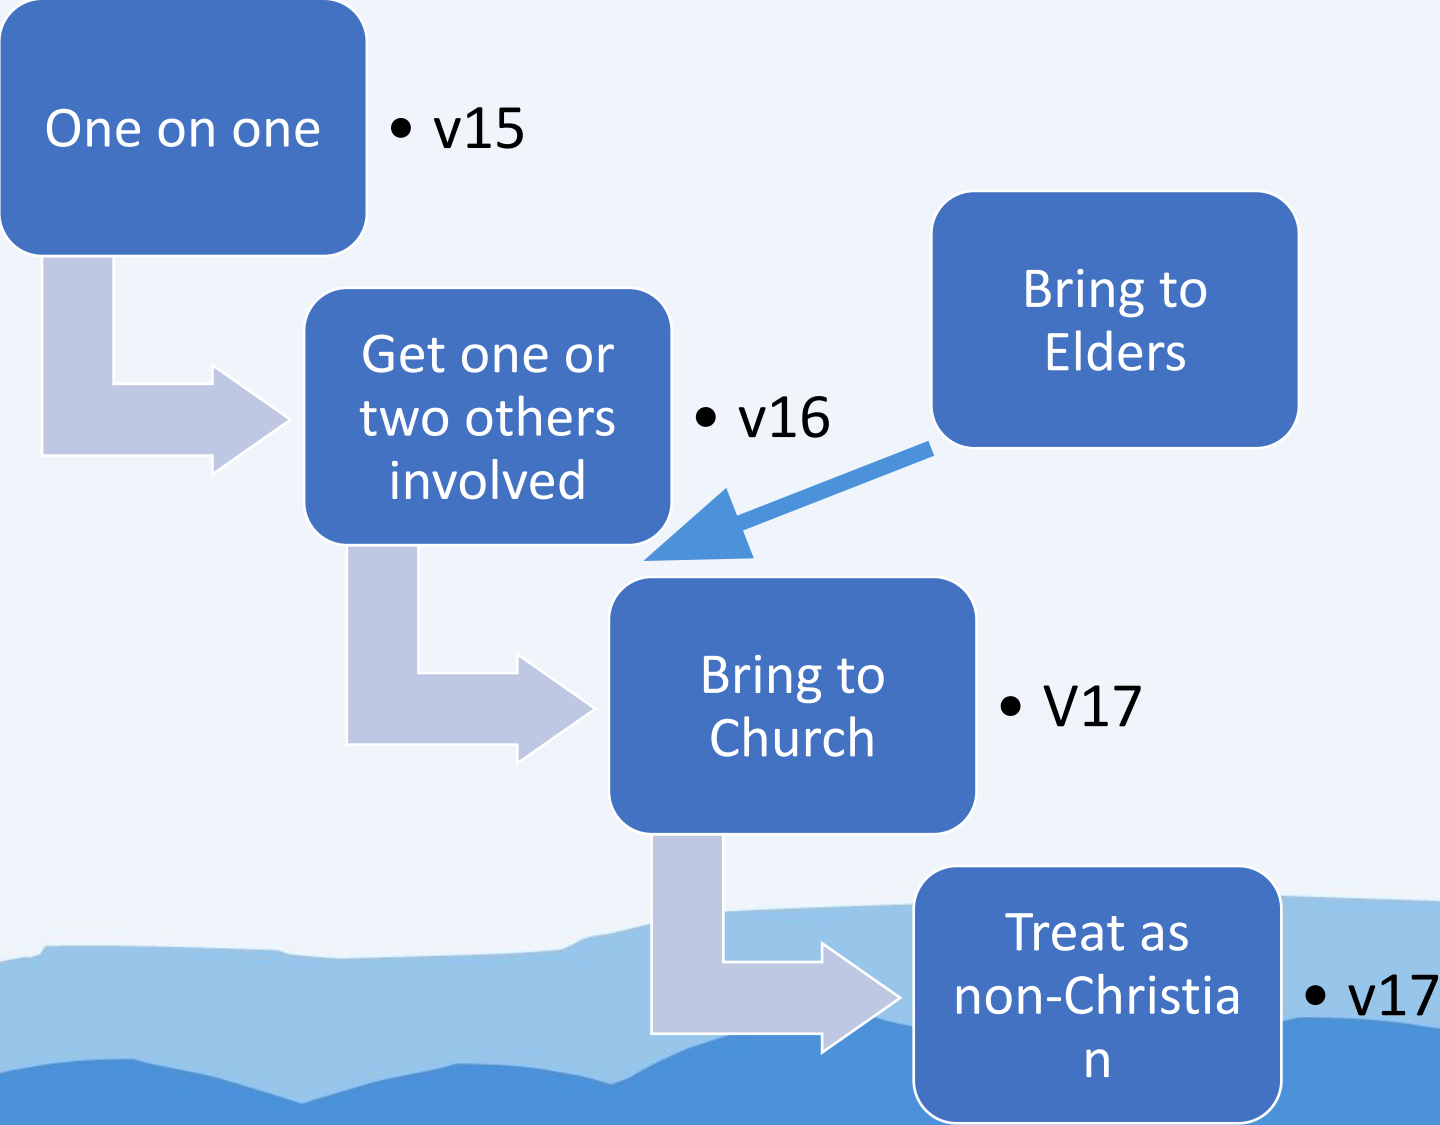 One on one
• v15
Bring to
Elders
Get one or
two others
involved
• v16
Bring to
Church
• V17
Treat as
non-Christia
n
• v17